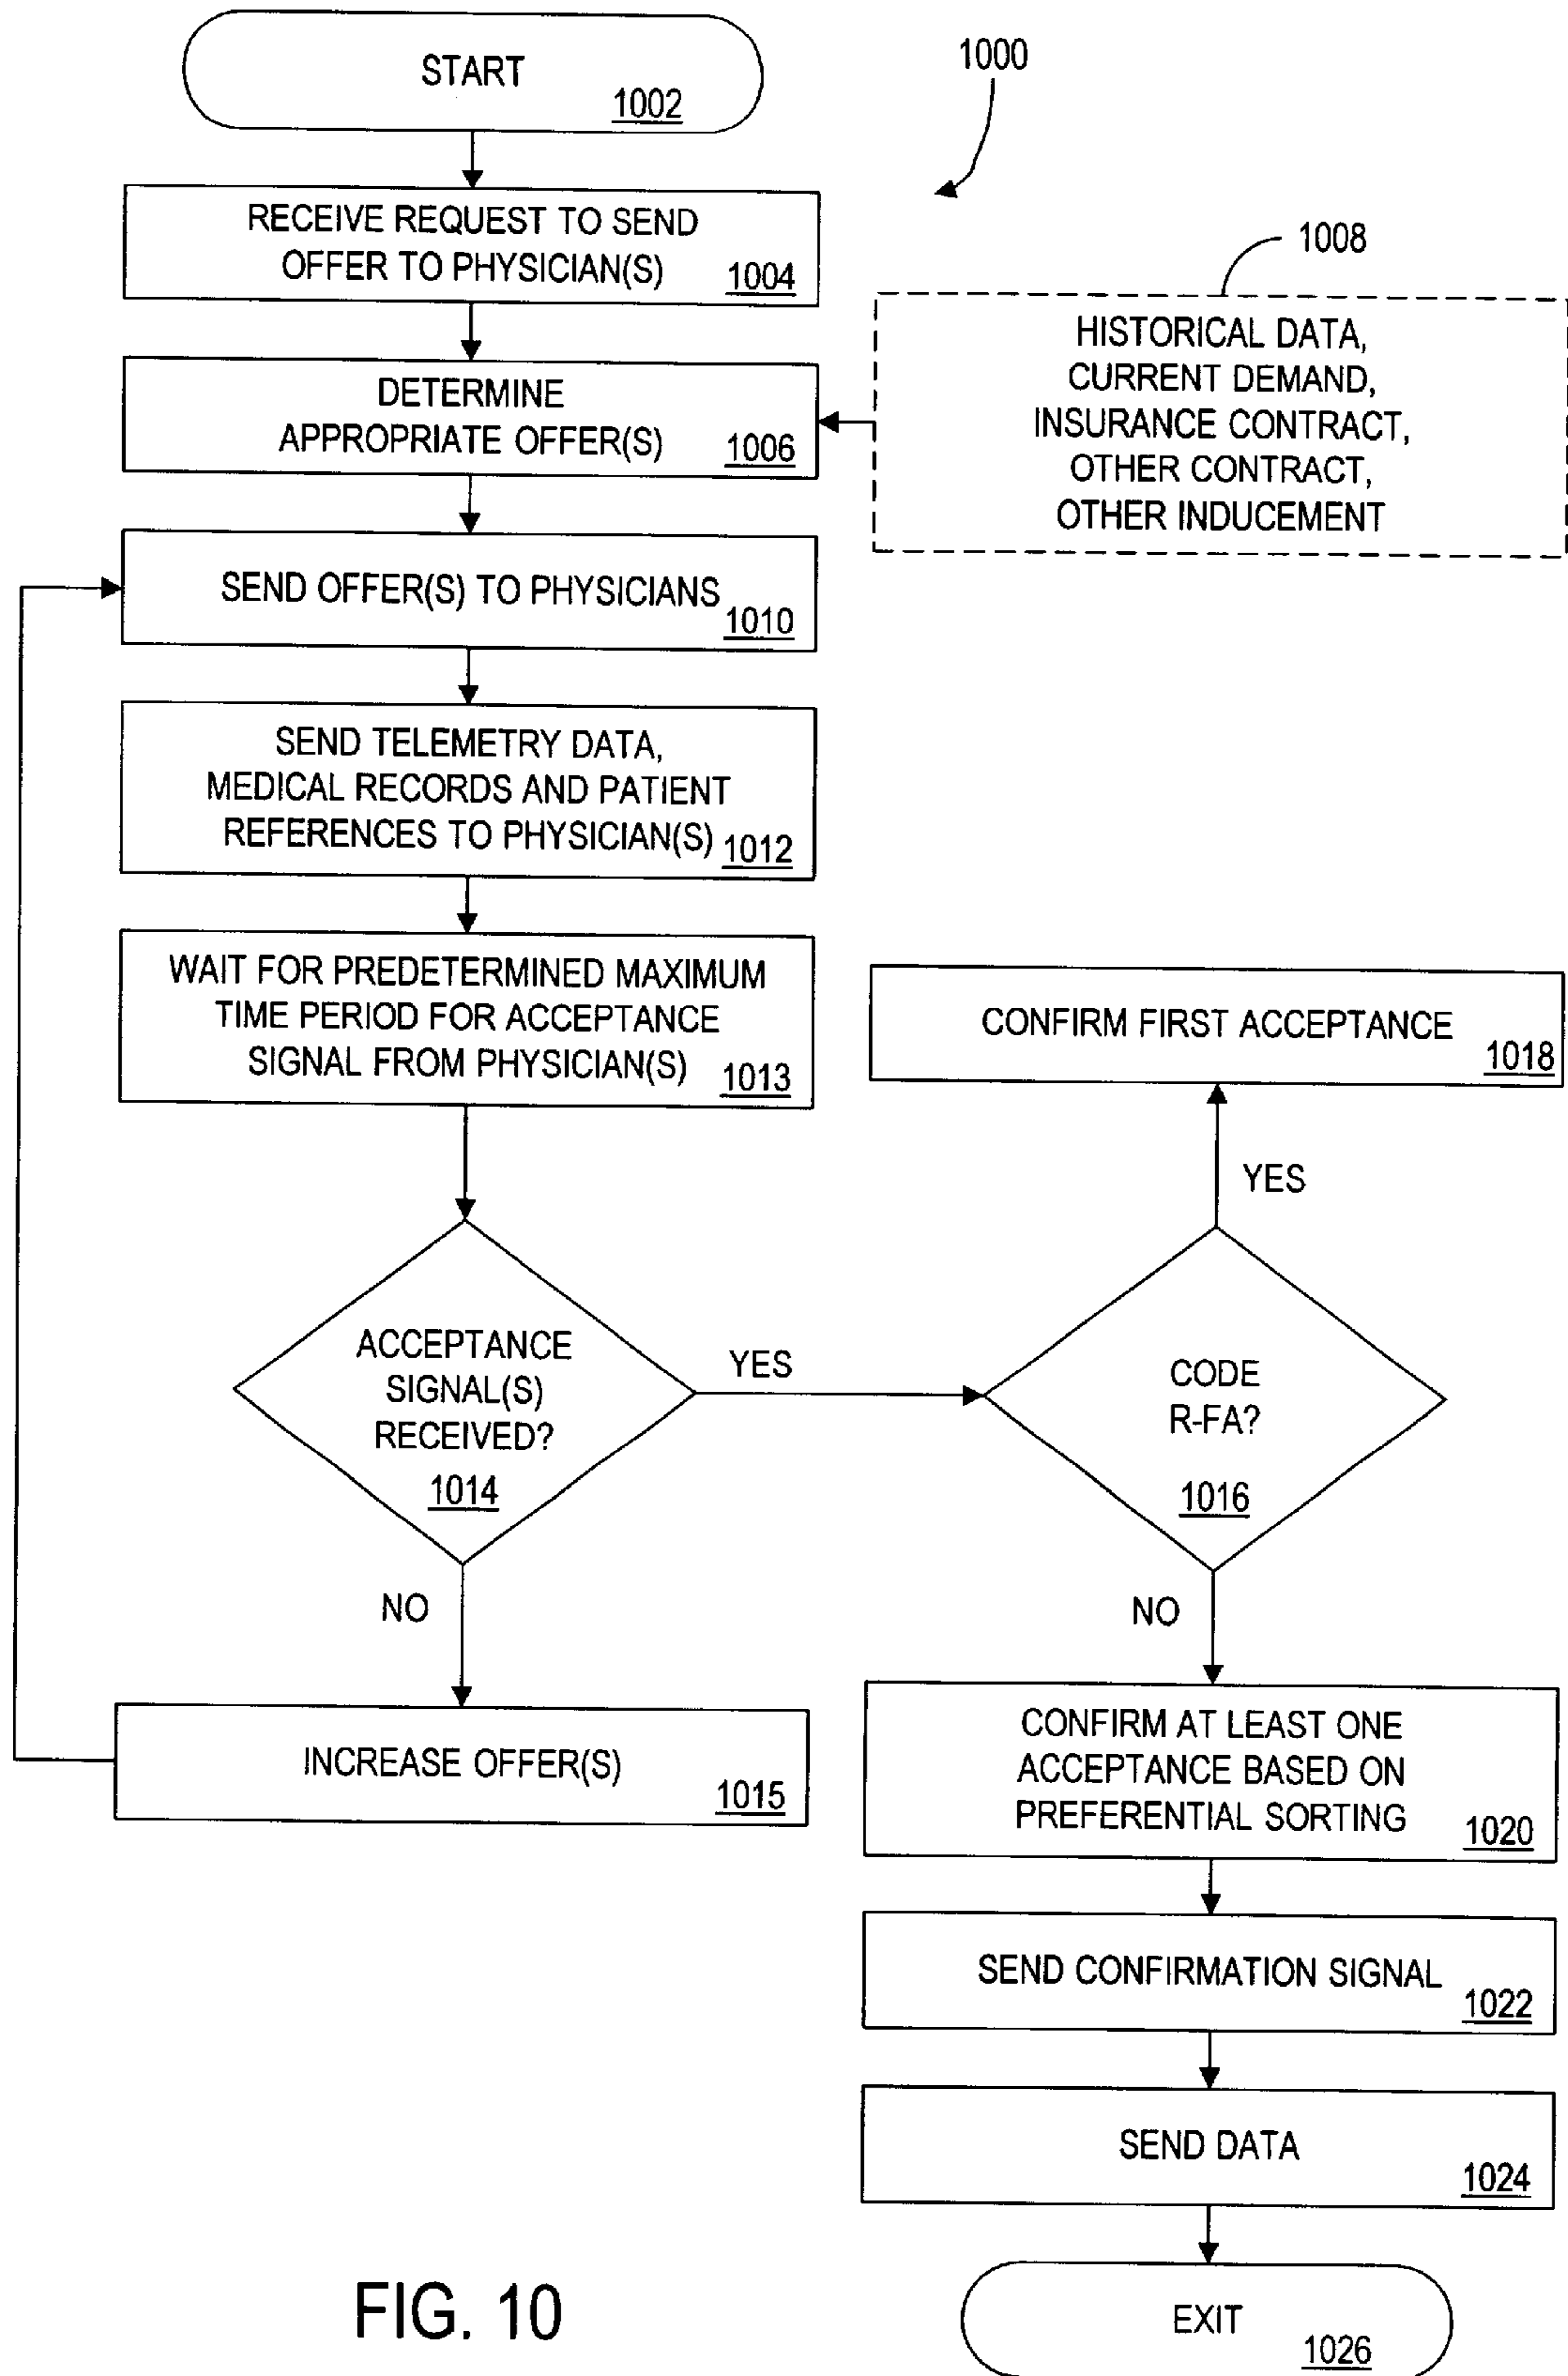 START
1002
1000
RECEIVE REQUEST TO SEND
OFFER TO PHYSICIAN(S)
1004
1008
HISTORICAL DATA,
CURRENT DEMAND,
INSURANCE CONTRACT,
OTHER CONTRACT,
OTHER INDUCEMENT
DETERMINE
APPROPRIATE OFFER(S)
1006
SEND OFFER(S) TO PHYSICIANS
1010
SEND TELEMETRY DATA,
MEDICAL RECORDS AND PATIENT
REFERENCES TO PHYSICIAN(S)
1012
WAIT FOR PREDETERMINED MAXIMUM
TIME PERIOD FOR ACCEPTANCE
SIGNAL FROM PHYSICIAN(S)
1013
CONFIRM FIRST ACCEPTANCE
1018
YES
ACCEPTANCE
SIGNAL(S)
RECEIVED?
1014
YES
CODE
R-FA?
1016
NO
NO
INCREASE OFFER(S)
1015
CONFIRM AT LEAST ONE
ACCEPTANCE BASED ON
PREFERENTIAL SORTING
1020
SEND CONFIRMATION SIGNAL
1022
SEND DATA
1024
EXIT
1026
FIG. 10